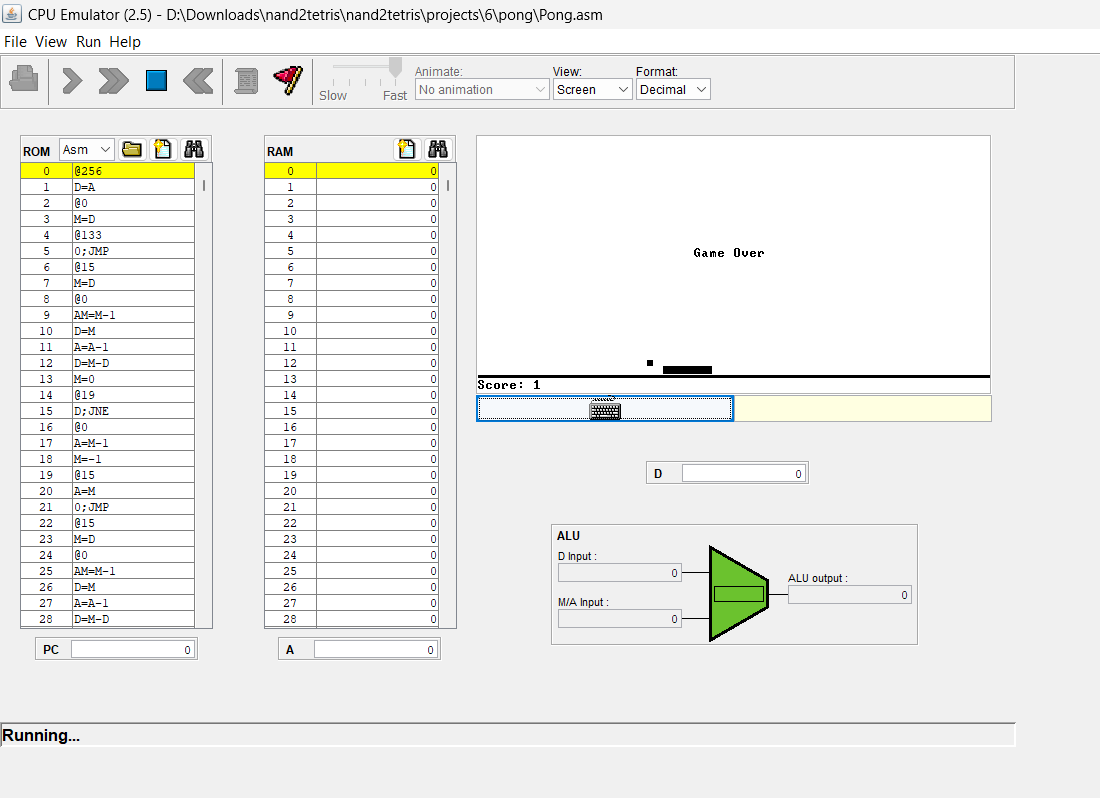 CPU Emulator (2.5) - D:\Downloads\nand2tetris\nand2tetris\projects\6\pong\Pong.asm
File View Run Help
Slow Fast
Animate:
No animation
View:
Screen
Format:
Decimal
ROM Asm
0 @256
1 D=A
2 @0
3 M=D
4 @133
5 0;JMP
6 @15
7 M=D
8 @0
9 AM=M-1
10 D=M
11 A=A-1
12 D=M-D
13 M=0
14 @19
15 D;JNE
16 @0
17 A=M-1
18 M=-1
19 @15
20 A=M
21 0;JMP
22 @15
23 M=D
24 @0
25 AM=M-1
26 D=M
27 A=A-1
28 D=M-D
PC 0
RAM
0 0
1 0
2 0
3 0
4 0
5 0
6 0
7 0
8 0
9 0
10 0
11 0
12 0
13 0
14 0
15 0
16 0
17 0
18 0
19 0
20 0
21 0
22 0
23 0
24 0
25 0
26 0
27 0
28 0
A 0
Game Over
Score: 1
D 0
ALU
D Input :
0
M/A Input :
0
ALU output :
0
Running...